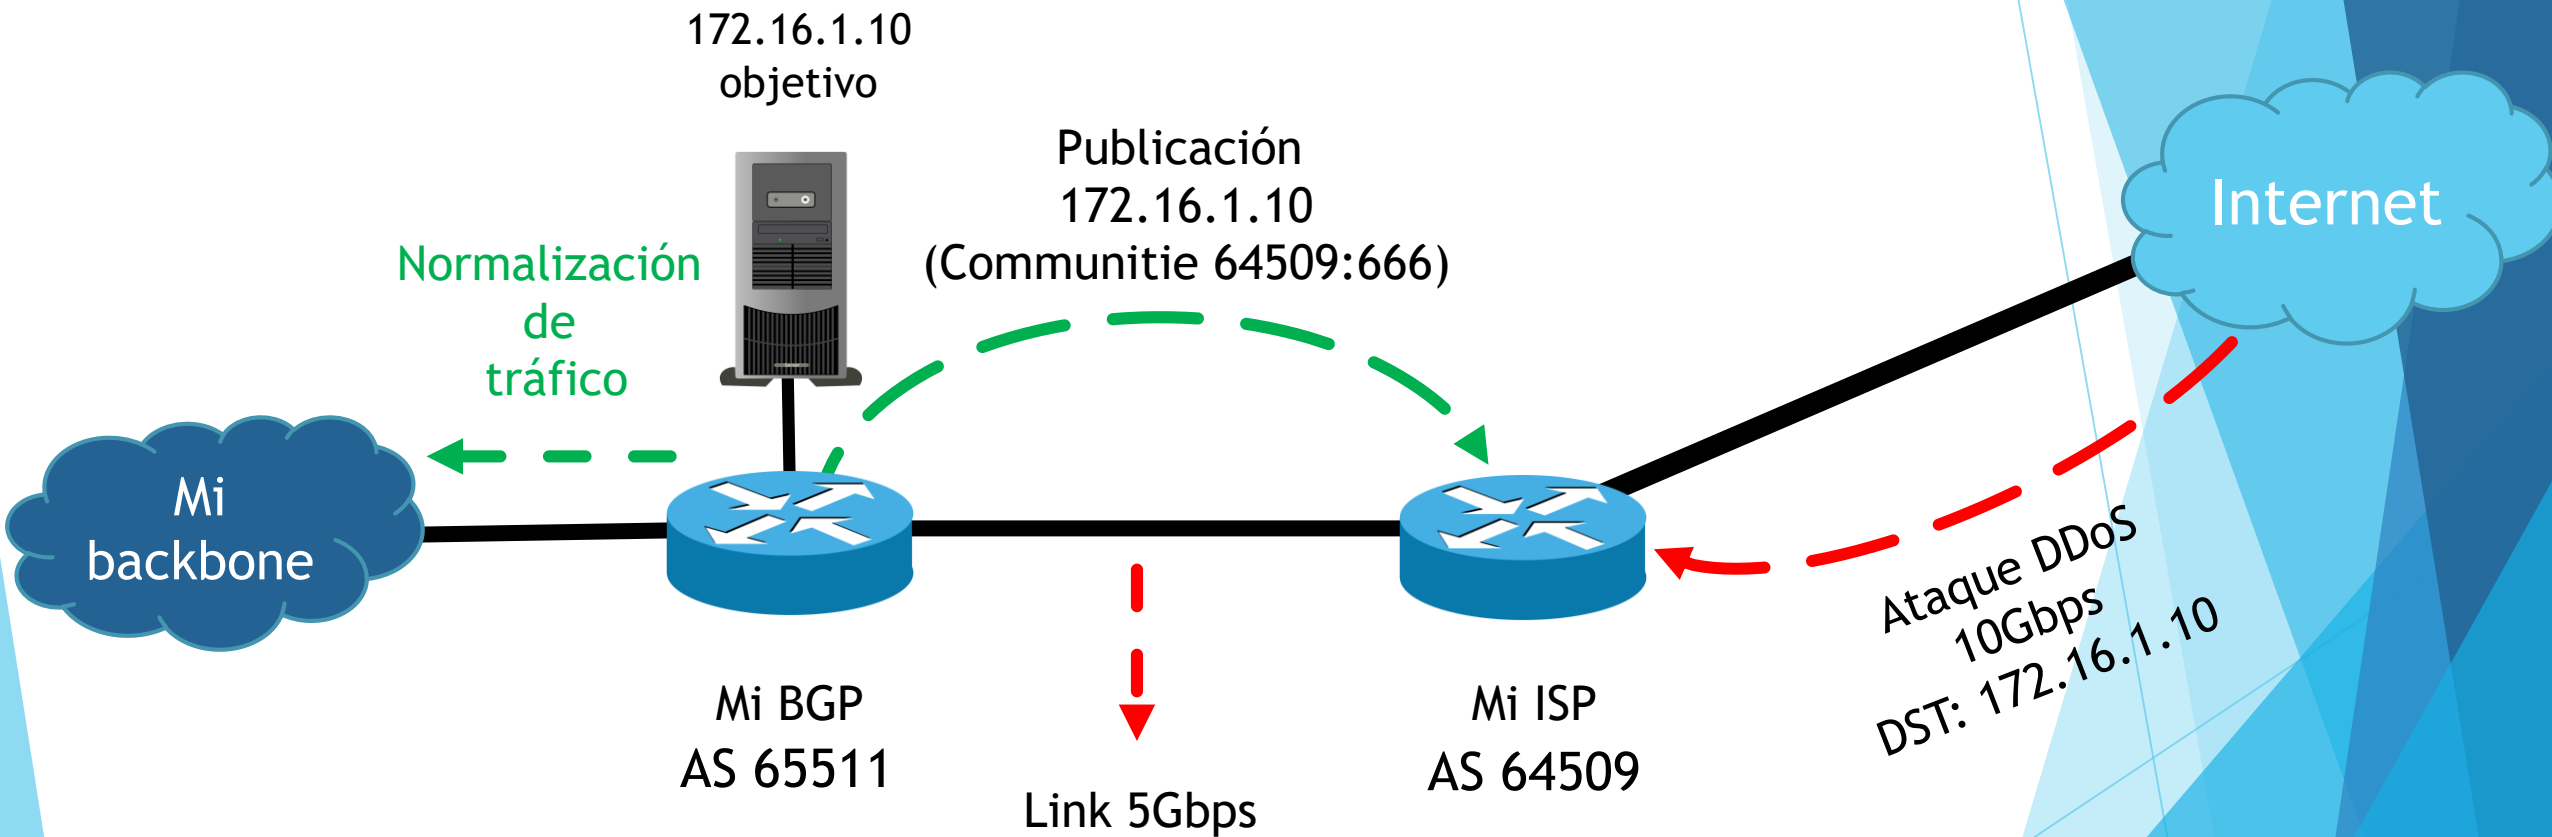 172.16.1.10
objetivo
Publicación
172.16.1.10
(Communitie 64509:666)
Internet
Normalización
de
tráfico
Mi
backbone
Ataque DDoS
10Gbps
DST: 172.16.1.10
Mi BGP
AS 65511
Mi ISP
AS 64509
Link 5Gbps